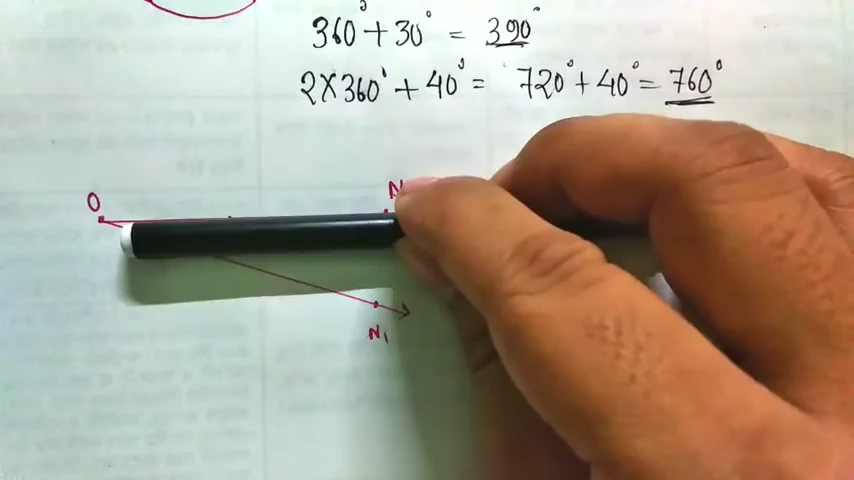 360° + 30° = 390°
2×360° + 40° = 720° + 40° = 760°
O
N₁